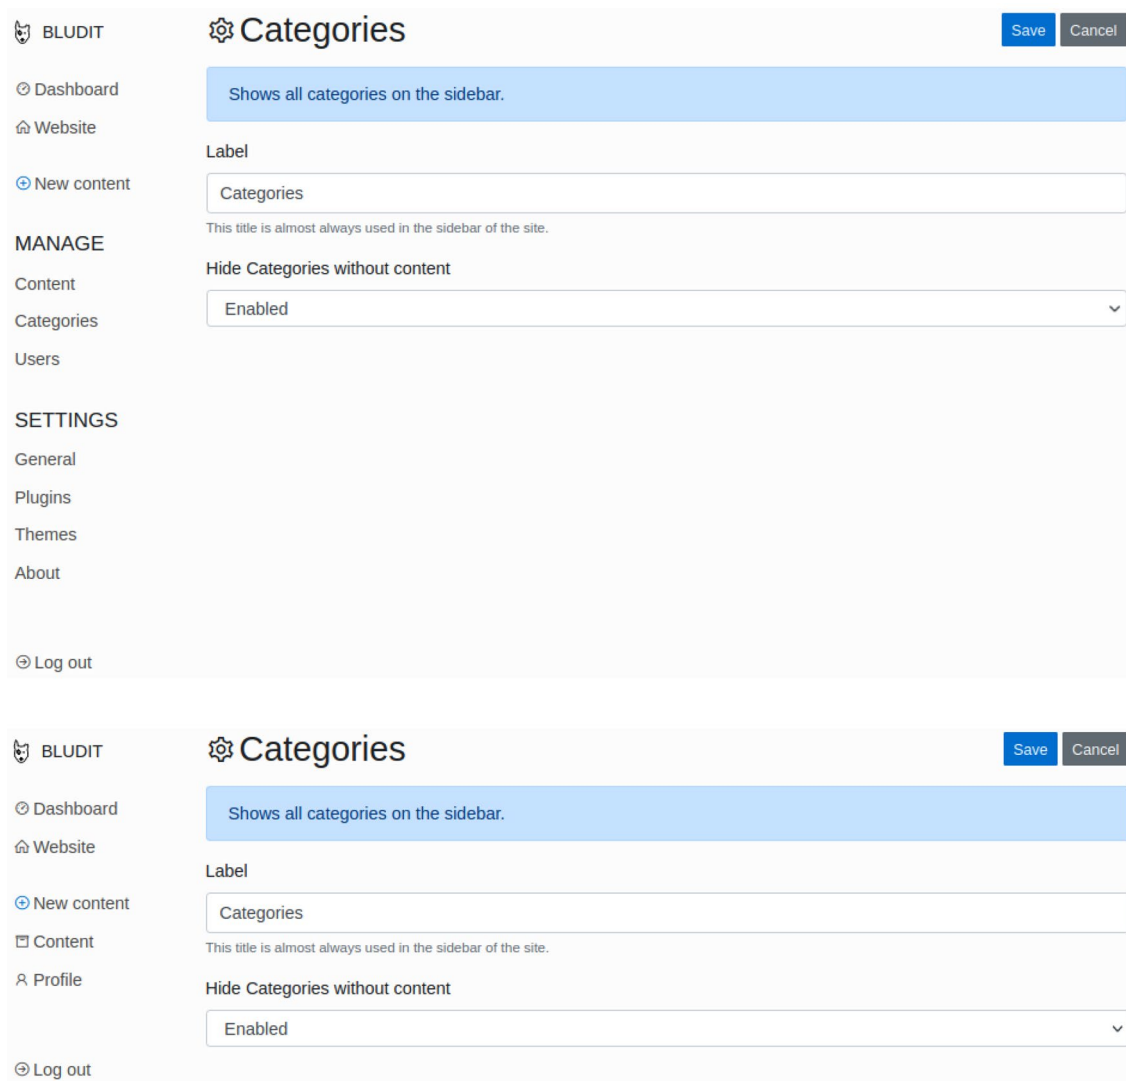 BLUDIT
Dashboard
Website
New content
MANAGE
Content
Categories
Users
SETTINGS
General
Plugins
Themes
About
Log out
Categories
Save
Cancel
Shows all categories on the sidebar.
Label
Categories
This title is almost always used in the sidebar of the site.
Hide Categories without content
Enabled
BLUDIT
Dashboard
Website
New content
Content
Profile
Log out
Categories
Save
Cancel
Shows all categories on the sidebar.
Label
Categories
This title is almost always used in the sidebar of the site.
Hide Categories without content
Enabled